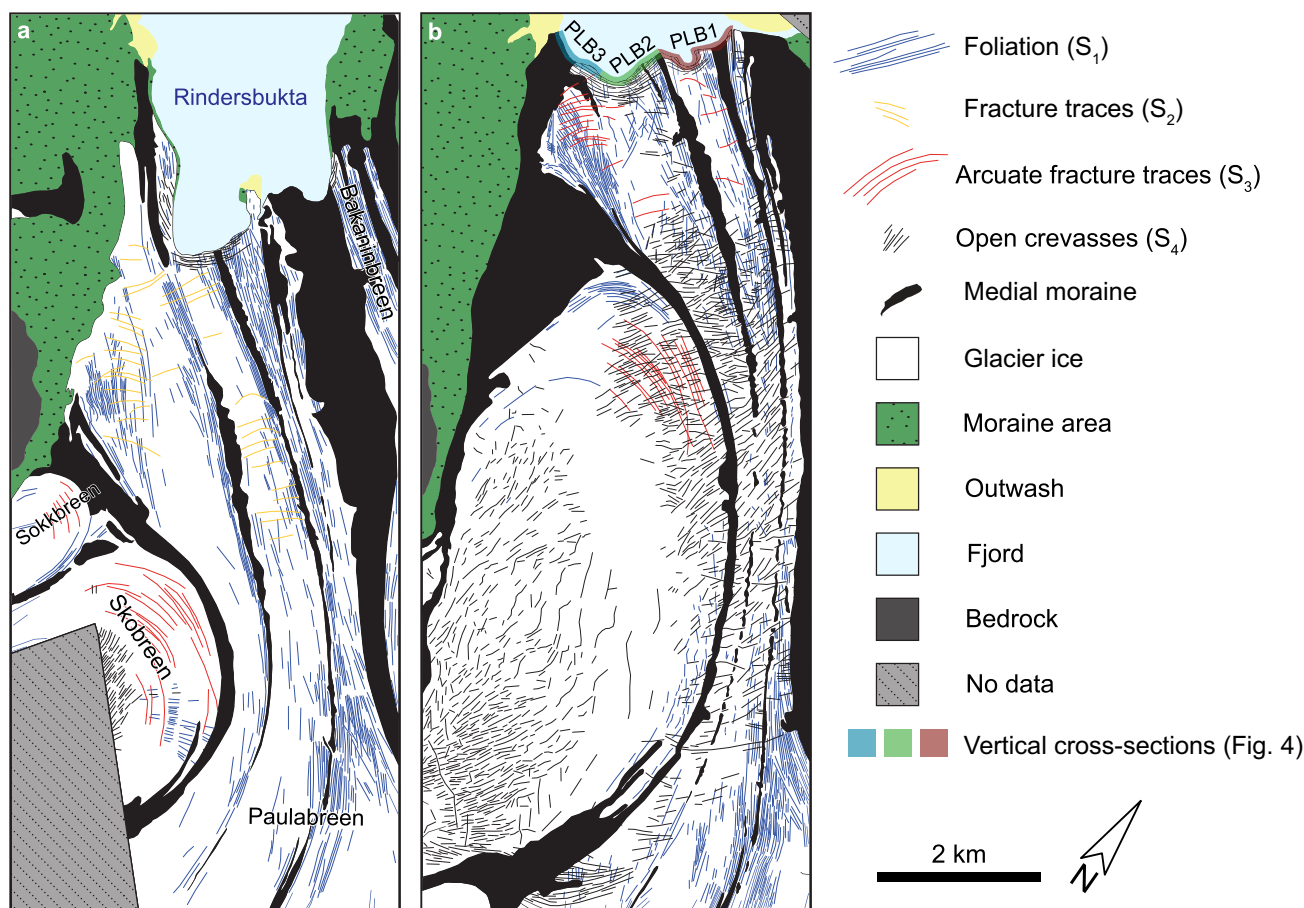 a
Rindersbukta
Bakaninbreen
Sokkbreen
Skobreen
Paulabreen
b
PLB3
PLB2
PLB1
Foliation (S1)
Fracture traces (S2)
Arcuate fracture traces (S3)
Open crevasses (S4)
Medial moraine
Glacier ice
Moraine area
Outwash
Fjord
Bedrock
No data
Vertical cross-sections (Fig. 4)
2 km
N